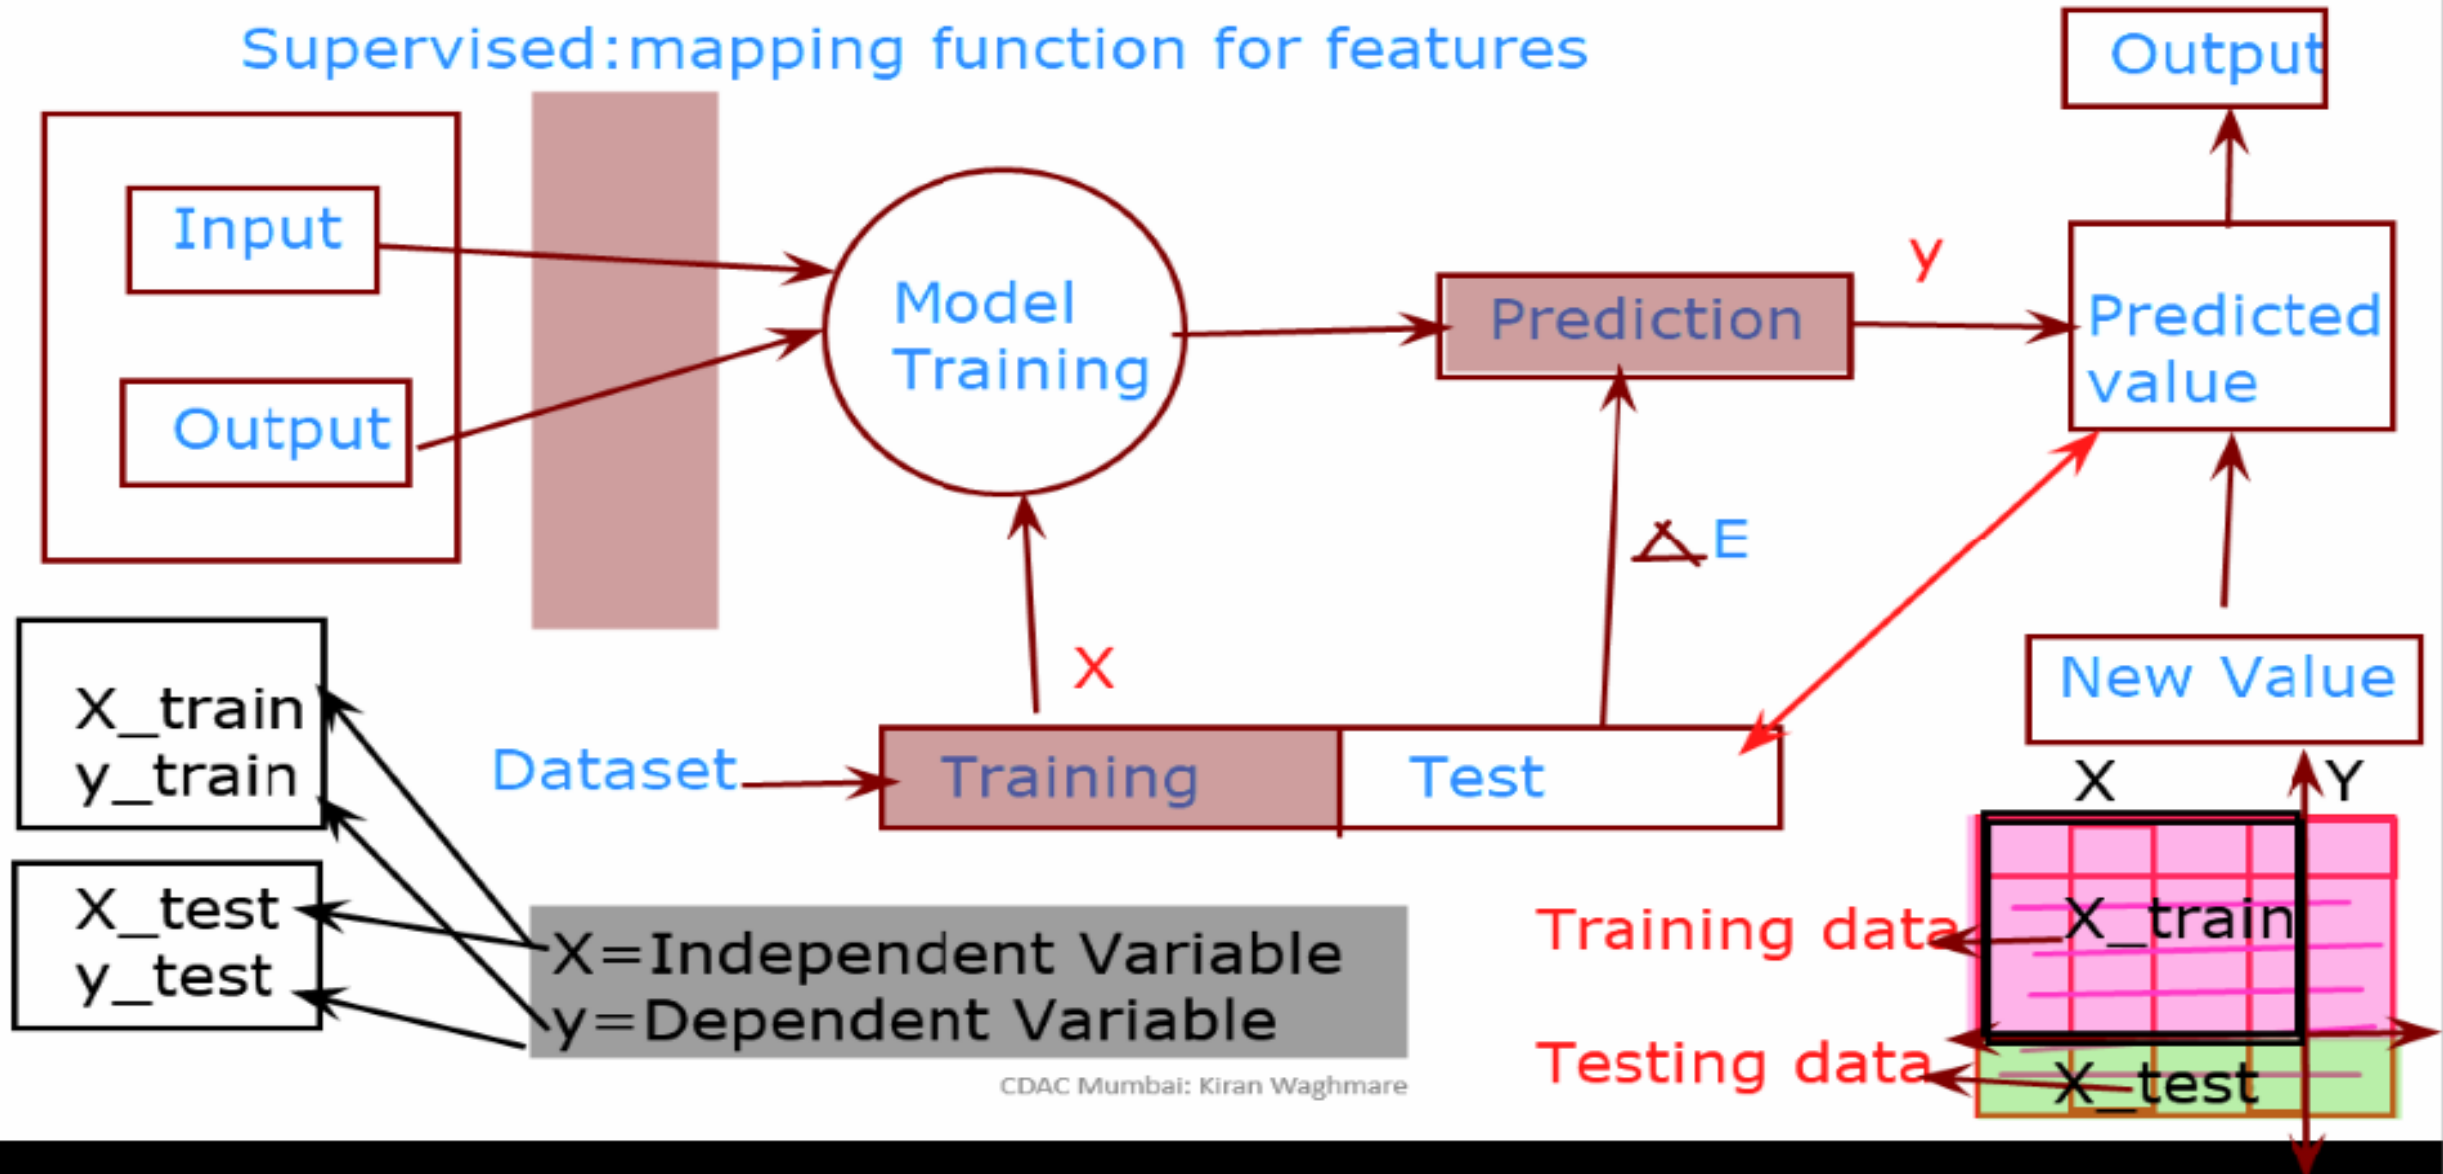 Supervised:mapping function for features
Output
Input
Output
Model
Training
Prediction
y
Predicted
value
E
X
New Value
Dataset
Training
Test
X_train
y_train
X_test
y_test
X=Independent Variable
y=Dependent Variable
CDAC Mumbai: Kiran Waghmare
X
Y
Training data
X_train
Testing data
X_test